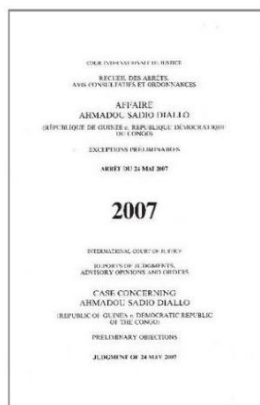 COUR INTERNATIONALE DE JUSTICE
RECUEIL DES ARRÊTS,
AVIS CONSULTATIFS ET ORDONNANCES
AFFAIRE
AHMADOU SADIO DIALLO
(RÉPUBLIQUE DE GUINÉE c. RÉPUBLIQUE DÉMOCRATIQUE
DU CONGO)
EXCEPTIONS PRÉLIMINAIRES
ARRÊT DU 24 MAI 2007
2007
INTERNATIONAL COURT OF JUSTICE
REPORTS OF JUDGMENTS,
ADVISORY OPINIONS AND ORDERS
CASE CONCERNING
AHMADOU SADIO DIALLO
(REPUBLIC OF GUINEA v. DEMOCRATIC REPUBLIC
OF THE CONGO)
PRELIMINARY OBJECTIONS
JUDGMENT OF 24 MAY 2007